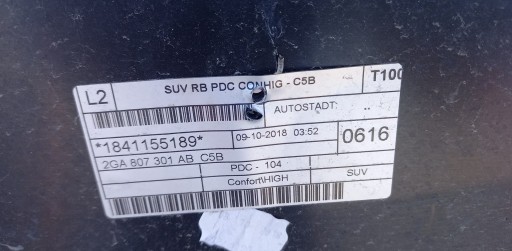 L2 SUV RB PDC CONHIG - C5B T100
AUTOSTADT: ..
*1841155189* 09-10-2018 03:52 0616
2GA 807 301 AB C5B
PDC - 104
Comfort\HIGH SUV